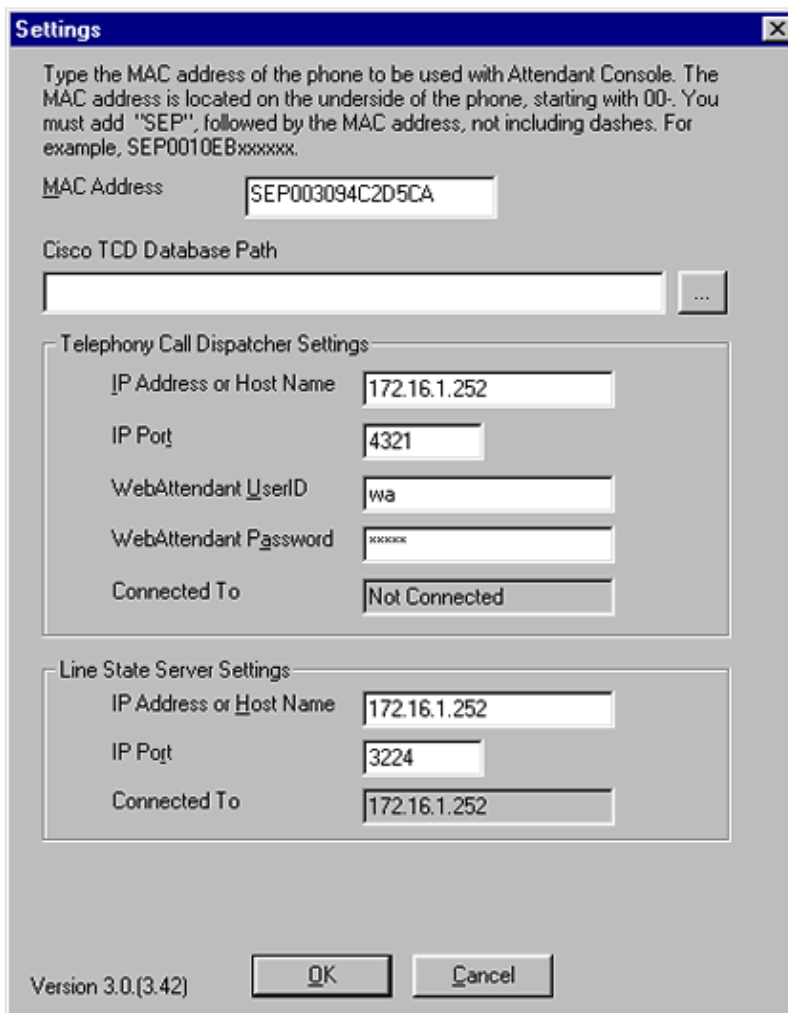 Settings
Type the MAC address of the phone to be used with Attendant Console. The
MAC address is located on the underside of the phone, starting with 00-. You
must add "SEP", followed by the MAC address, not including dashes. For
example, SEP0010EBxxxxxx.
MAC Address SEP003094C2D5CA
Cisco TCD Database Path
...
Telephony Call Dispatcher Settings
IP Address or Host Name 172.16.1.252
IP Port 4321
WebAttendant UserID wa
WebAttendant Password xxxxx
Connected To Not Connected
Line State Server Settings
IP Address or Host Name 172.16.1.252
IP Port 3224
Connected To 172.16.1.252
Version 3.0.(3.42) OK Cancel